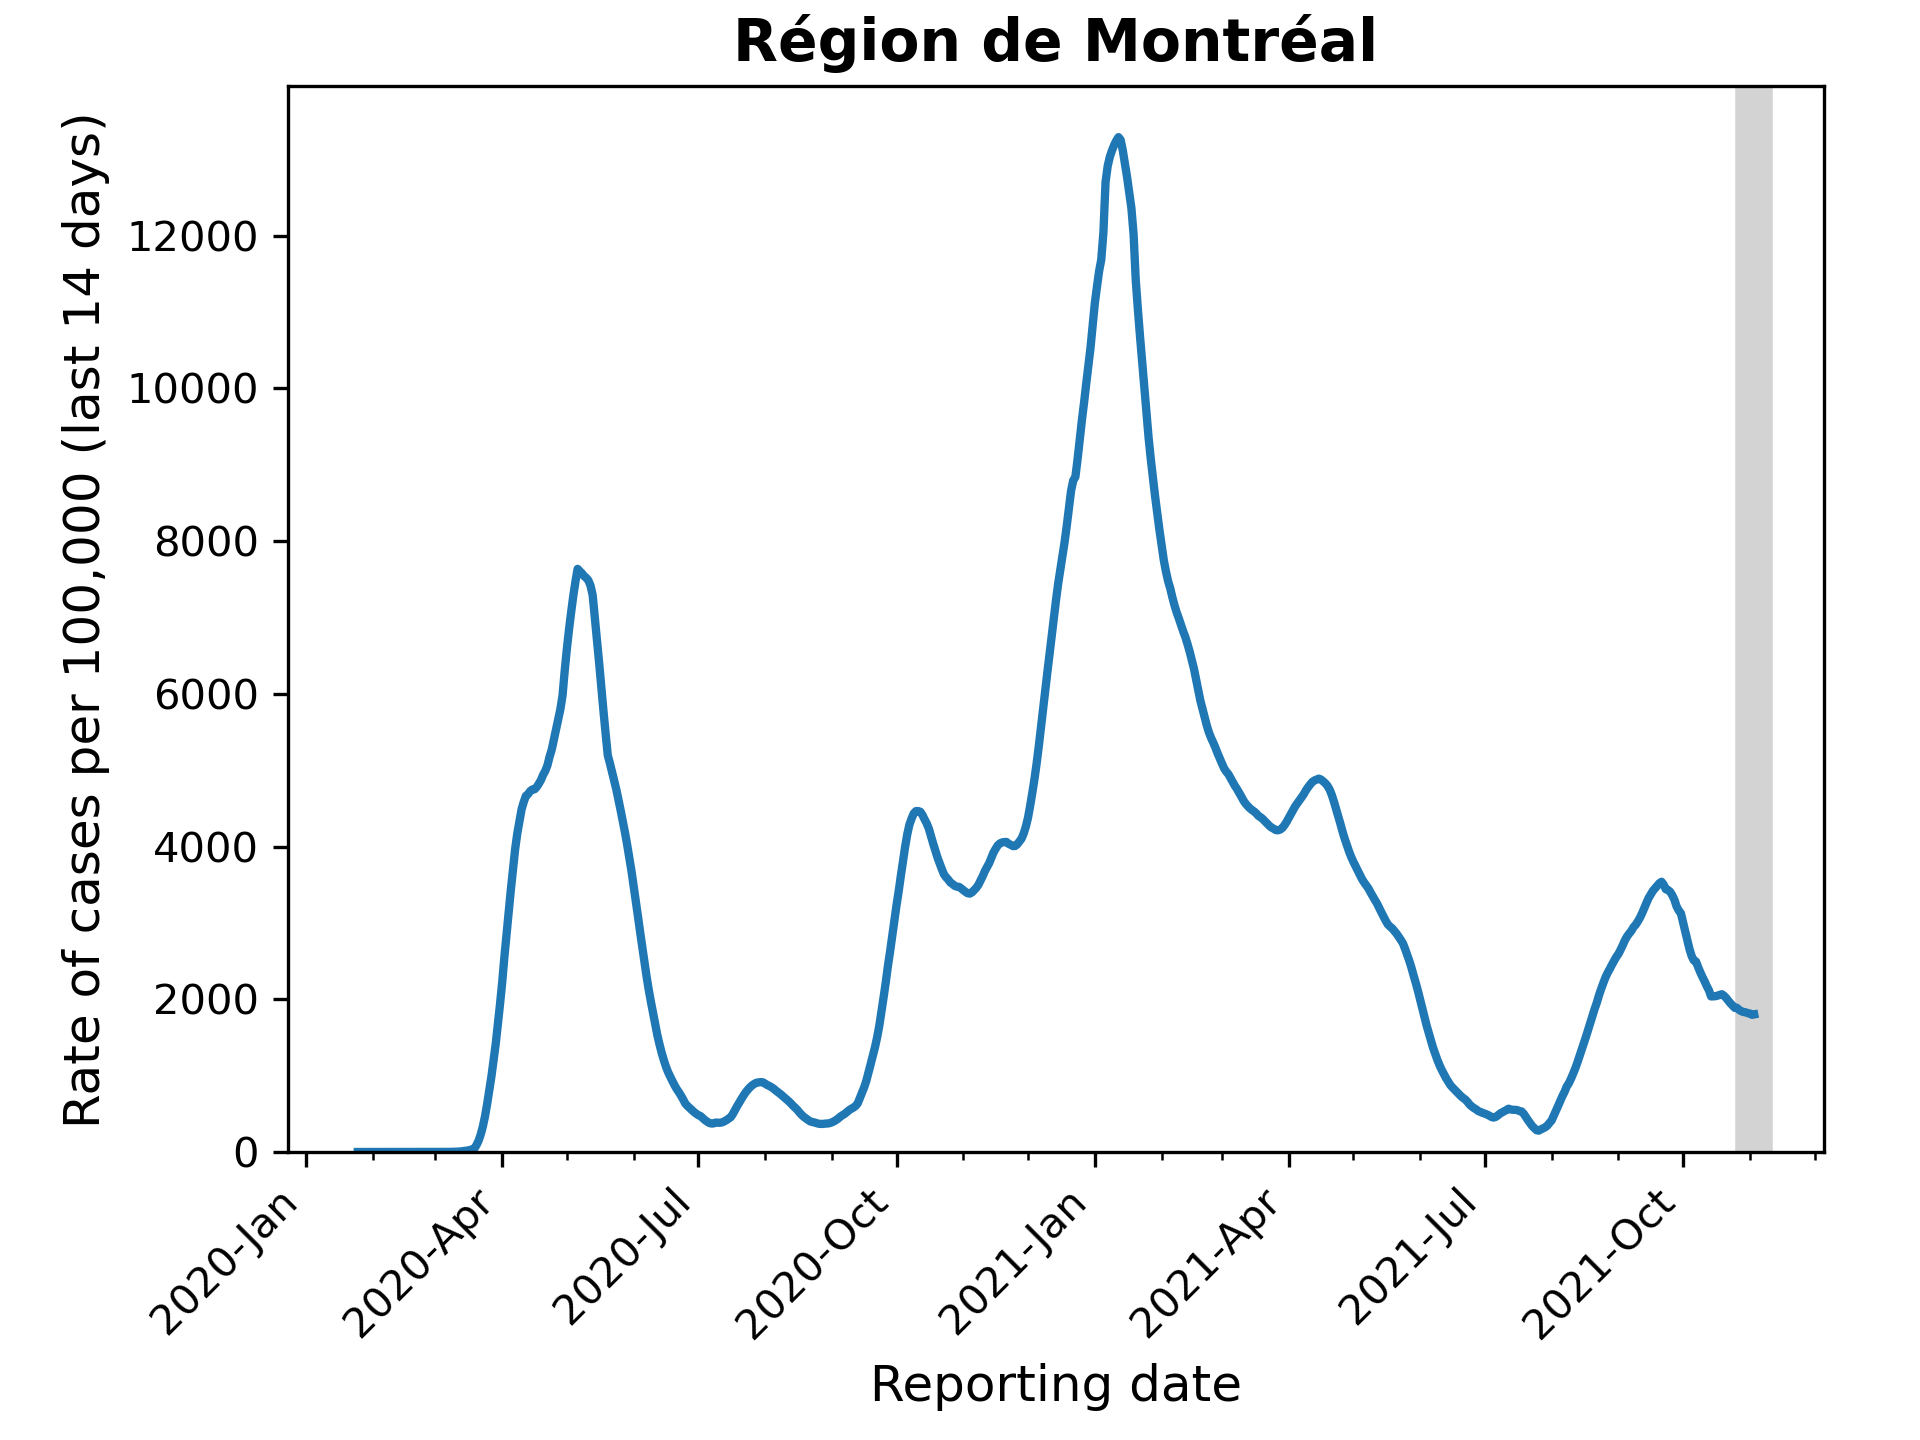 Région de Montréal
Rate of cases per 100,000 (last 14 days)
12000
10000
8000
6000
4000
2000
0
2020-Jan
2020-Apr
2020-Jul
2020-Oct
2021-Jan
2021-Apr
2021-Jul
2021-Oct
Reporting date